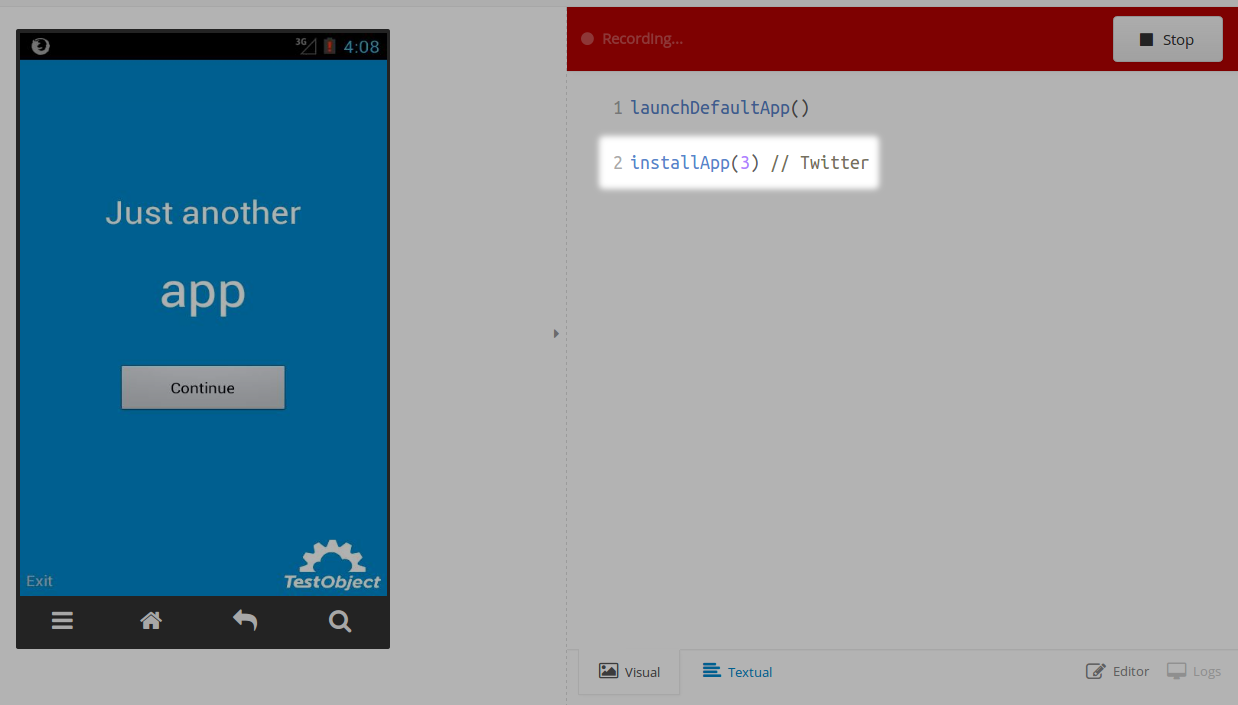 3G 4:08
Just another
app
Continue
Exit
TestObject
Recording...
Stop
1 launchDefaultApp()
2 installApp(3) // Twitter
Visual
Textual
Editor
Logs